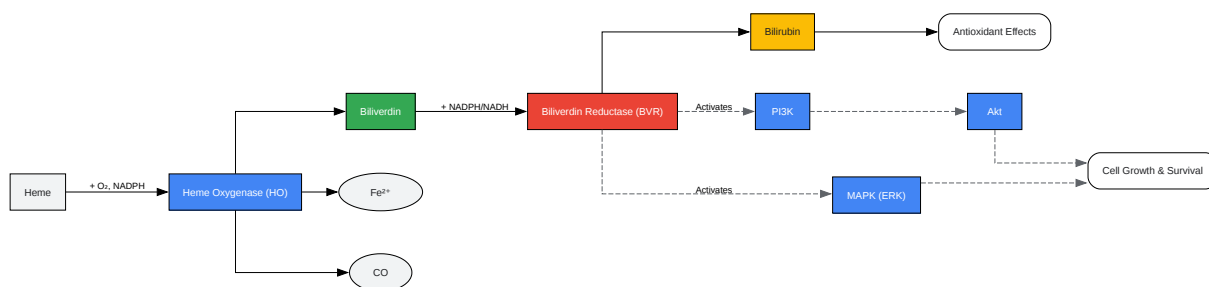 Bilirubin
Antioxidant Effects
Biliverdin
+ NADPH/NADH
Biliverdin Reductase (BVR)
Activates
PI3K
Akt
Heme
+ O₂, NADPH
Heme Oxygenase (HO)
Fe²⁺
Activates
MAPK (ERK)
Cell Growth & Survival
CO